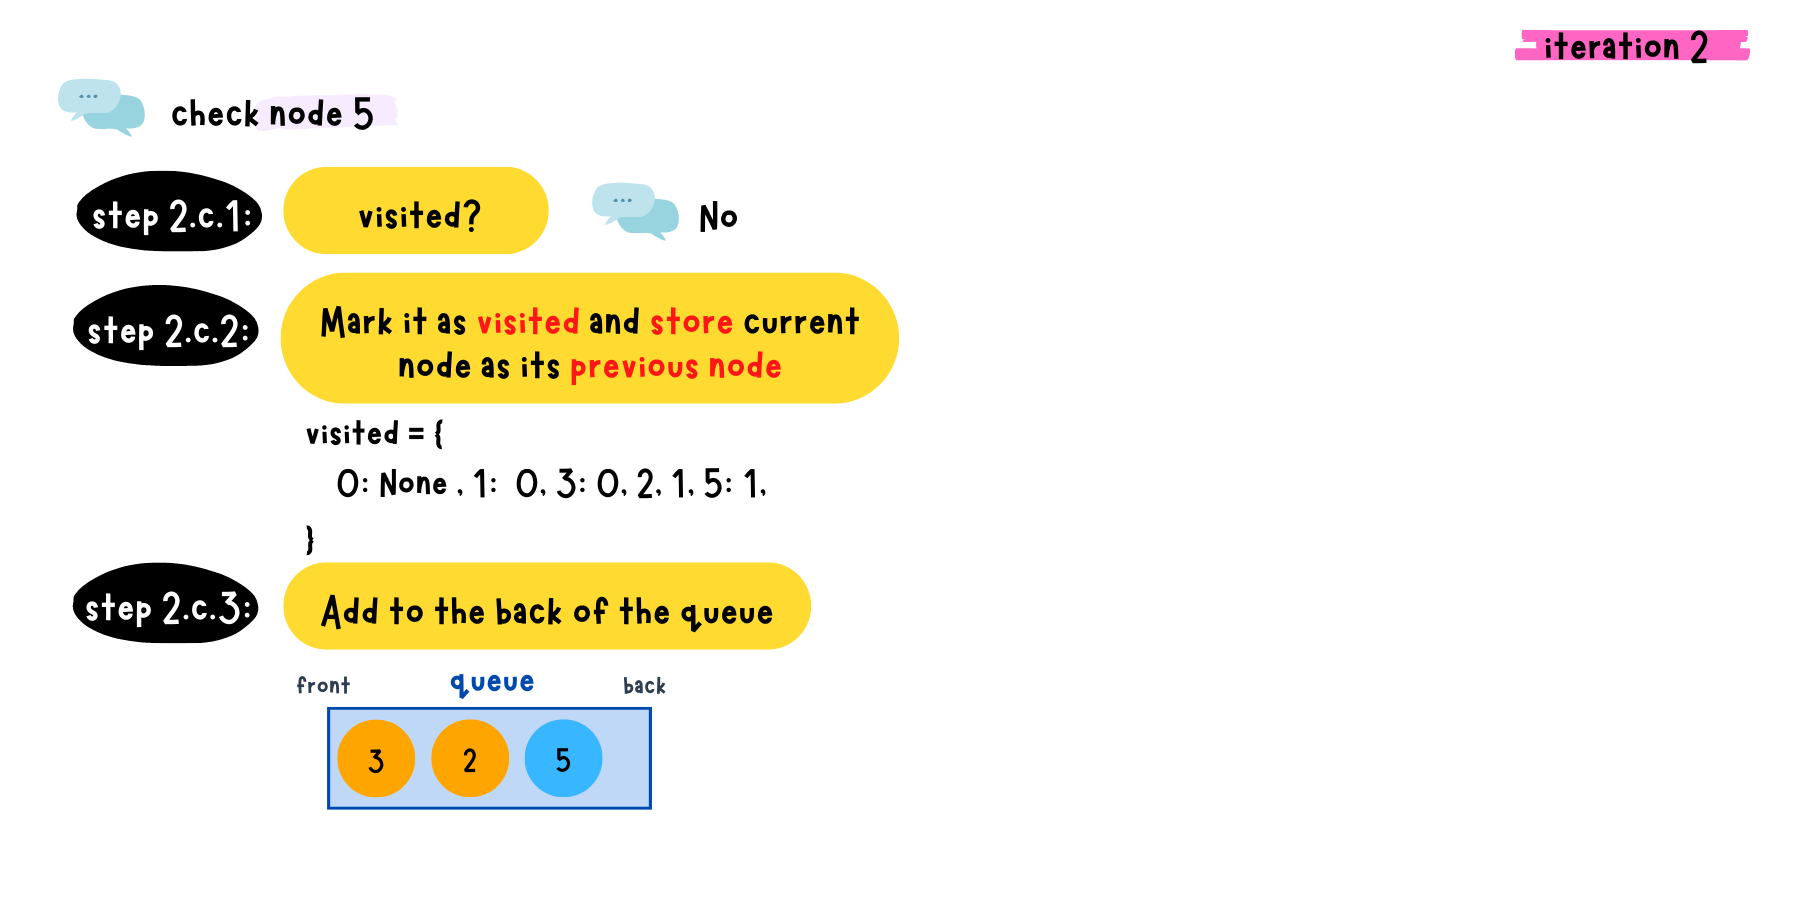 iteration 2
check node 5
step 2.c.1:
visited?
No
step 2.c.2:
Mark it as visited and store current
node as its previous node
visited = {
0: None , 1: 0, 3: 0, 2, 1, 5: 1,
}
step 2.c.3:
Add to the back of the queue
front queue back
3 2 5